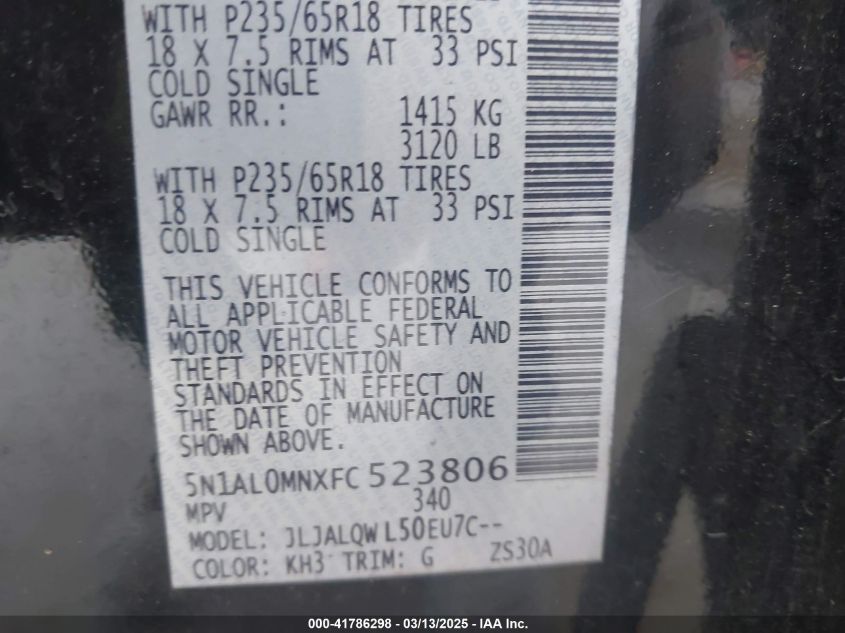 WITH P235/65R18 TIRES
18 X 7.5 RIMS AT 33 PSI
COLD SINGLE
GAWR RR.: 1415 KG
3120 LB
WITH P235/65R18 TIRES
18 X 7.5 RIMS AT 33 PSI
COLD SINGLE
THIS VEHICLE CONFORMS TO
ALL APPLICABLE FEDERAL
MOTOR VEHICLE SAFETY AND
THEFT PREVENTION
STANDARDS IN EFFECT ON
THE DATE OF MANUFACTURE
SHOWN ABOVE.
5N1AL0MNXFC523806
MPV 340
MODEL: JLJALQWL50EU7C--
COLOR: KH3 TRIM: G ZS30A
000-41786298 - 03/13/2025 - IAA Inc.